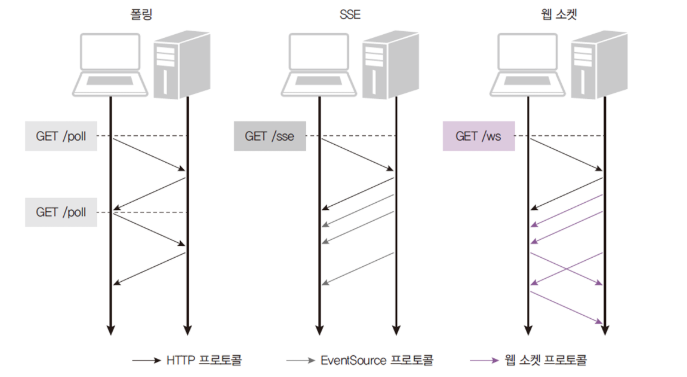 폴링
SSE
웹 소켓
GET /poll
GET /sse
GET /ws
GET /poll
HTTP 프로토콜
EventSource 프로토콜
웹 소켓 프로토콜